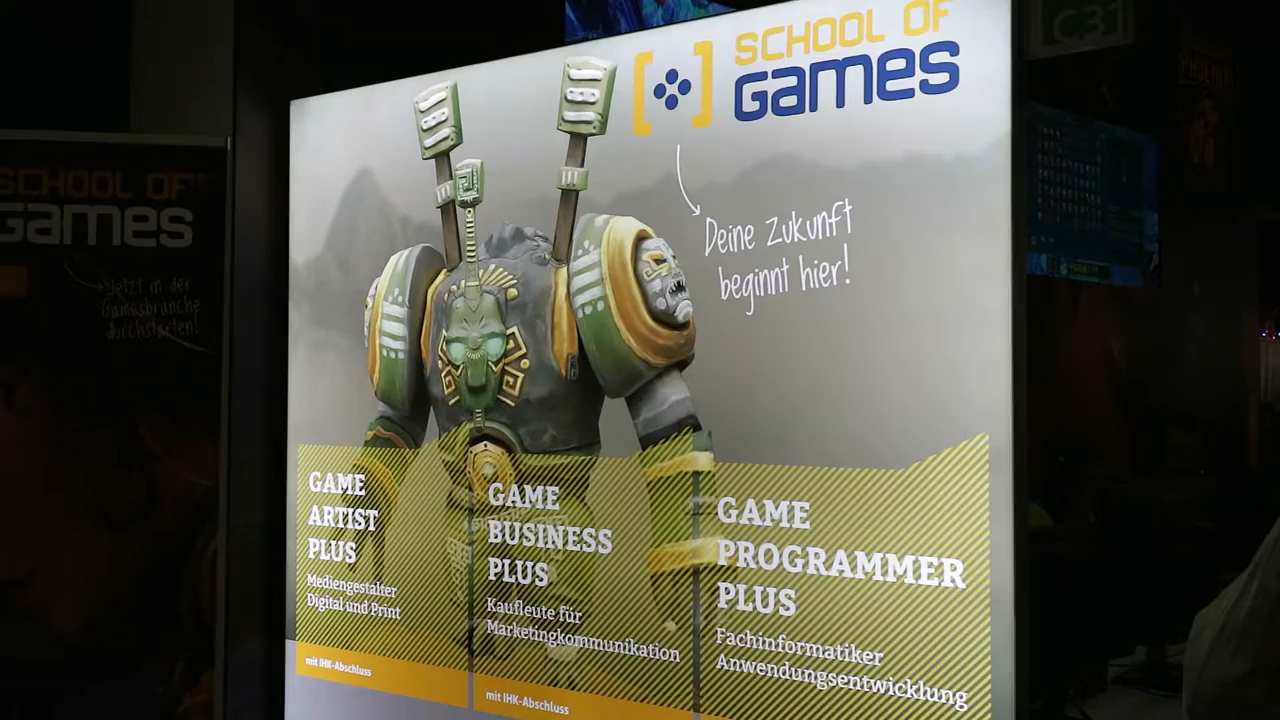 SCHOOL OF
Games
Deine Zukunft
beginnt hier!
GAME
ARTIST
PLUS
Mediengestalter
Digital und Print
mit IHK-Abschluss
GAME
BUSINESS
PLUS
Kaufleute für
Marketingkommunikation
mit IHK-Abschluss
GAME
PROGRAMMER
PLUS
Fachinformatiker
Anwendungsentwicklung
SCHOOL OF
Games
Jetzt in der
Gamesbranche
durchstarten!
C31